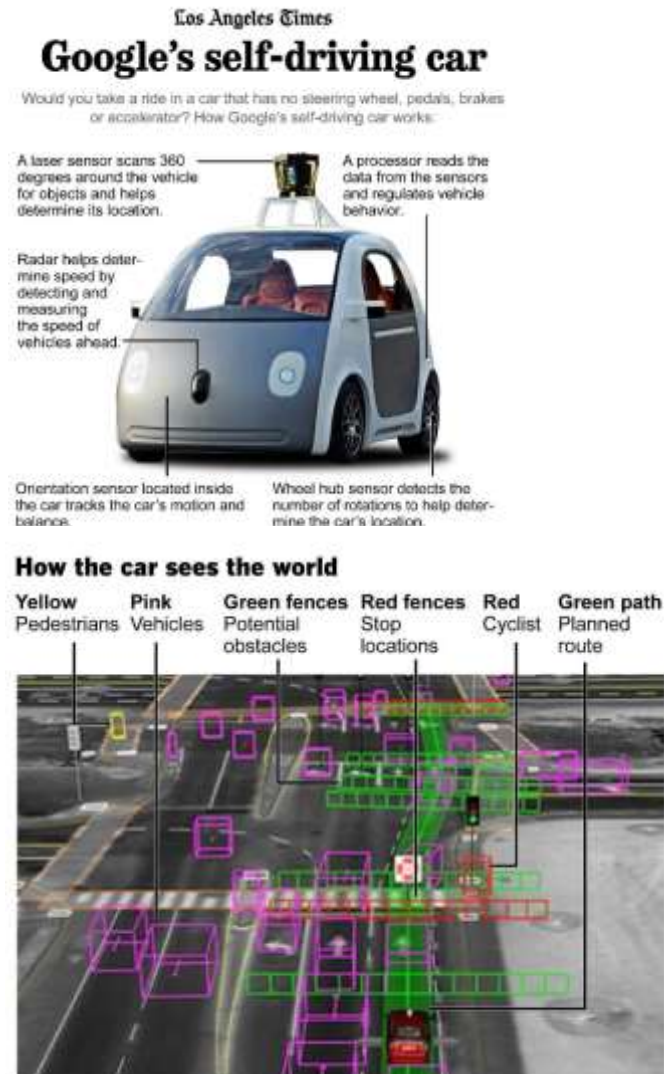 Los Angeles Times
Google's self-driving car
Would you take a ride in a car that has no steering wheel, pedals, brakes
or accelerator? How Google's self-driving car works:
A laser sensor scans 360
degrees around the vehicle
for objects and helps
determine its location.
A processor reads the
data from the sensors
and regulates vehicle
behavior.
Radar helps deter-
mine speed by
detecting and
measuring
the speed of
vehicles ahead.
Orientation sensor located inside
the car tracks the car's motion and
balance.
Wheel hub sensor detects the
number of rotations to help deter-
mine the car's location.
How the car sees the world
Yellow
Pedestrians
Pink
Vehicles
Green fences
Potential
obstacles
Red fences
Stop
locations
Red
Cyclist
Green path
Planned
route